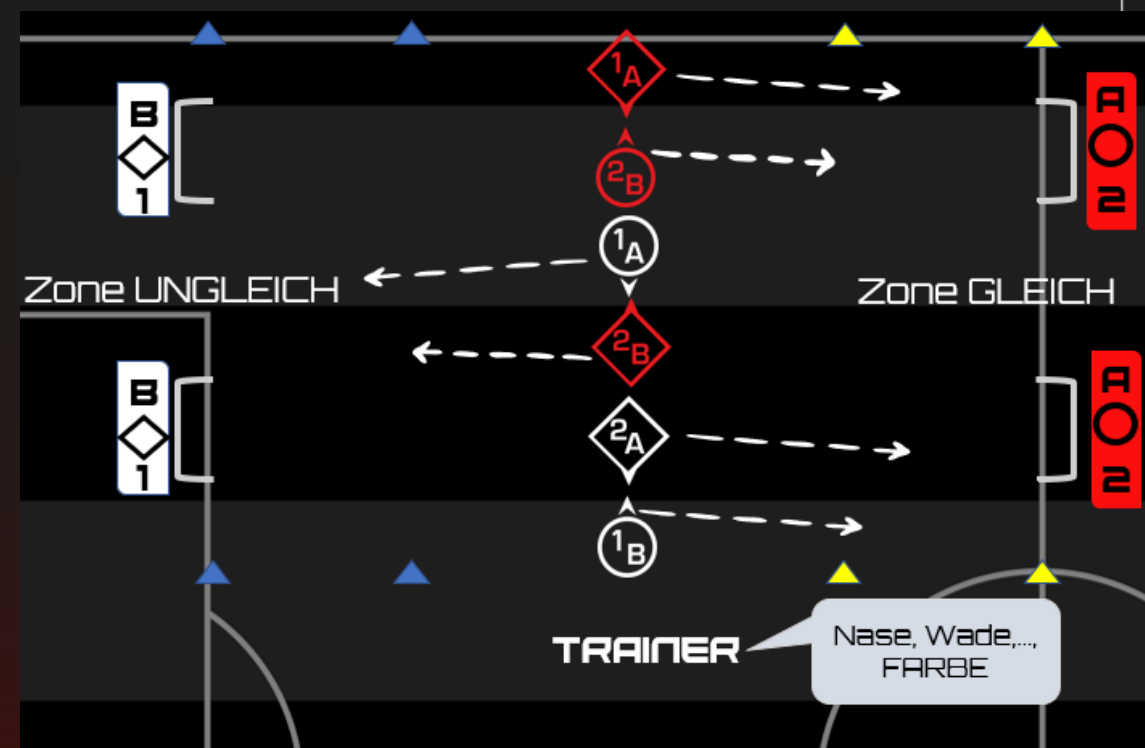 1A
B
1
A
2
2B
1A
Zone UNGLEICH
Zone GLEICH
2B
B
1
A
2
2A
1B
TRAINER
Nase, Wade,...,
FARBE